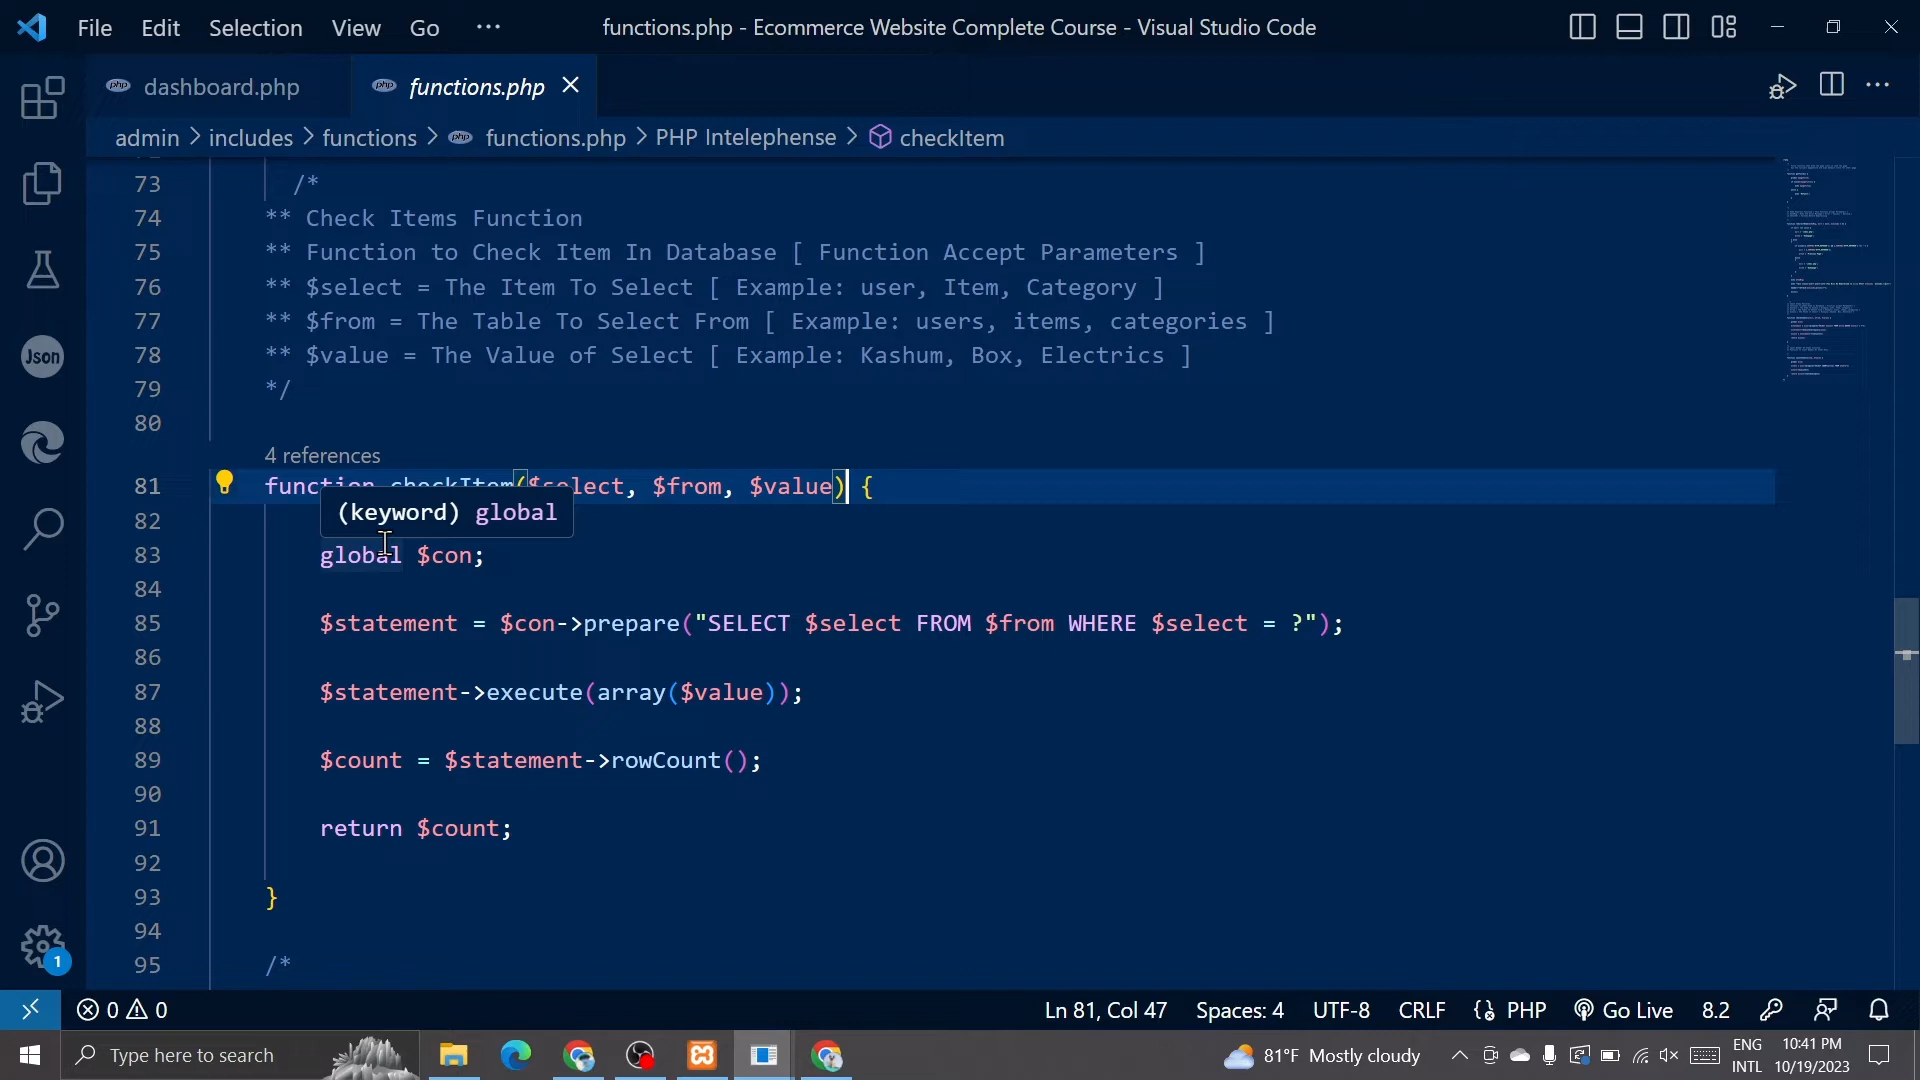 File Edit Selection View Go ··· functions.php - Ecommerce Website Complete Course - Visual Studio Code
php dashboard.php php functions.php
admin > includes > functions > php functions.php > PHP Intelephense > checkItem
73 /*
74 ** Check Items Function
75 ** Function to Check Item In Database [ Function Accept Parameters ]
76 ** $select = The Item To Select [ Example: user, Item, Category ]
77 ** $from = The Table To Select From [ Example: users, items, categories ]
78 ** $value = The Value of Select [ Example: Kashum, Box, Electrics ]
79 */
80
4 references
81 function checkItem($select, $from, $value) {
(keyword) global
82
83 global $con;
84
85 $statement = $con->prepare("SELECT $select FROM $from WHERE $select = ?");
86
87 $statement->execute(array($value));
88
89 $count = $statement->rowCount();
90
91 return $count;
92
93 }
94
95 /*
Json
1
0 0 Ln 81, Col 47 Spaces: 4 UTF-8 CRLF PHP Go Live 8.2
Type here to search 81°F Mostly cloudy ENG INTL 10:41 PM 10/19/2023